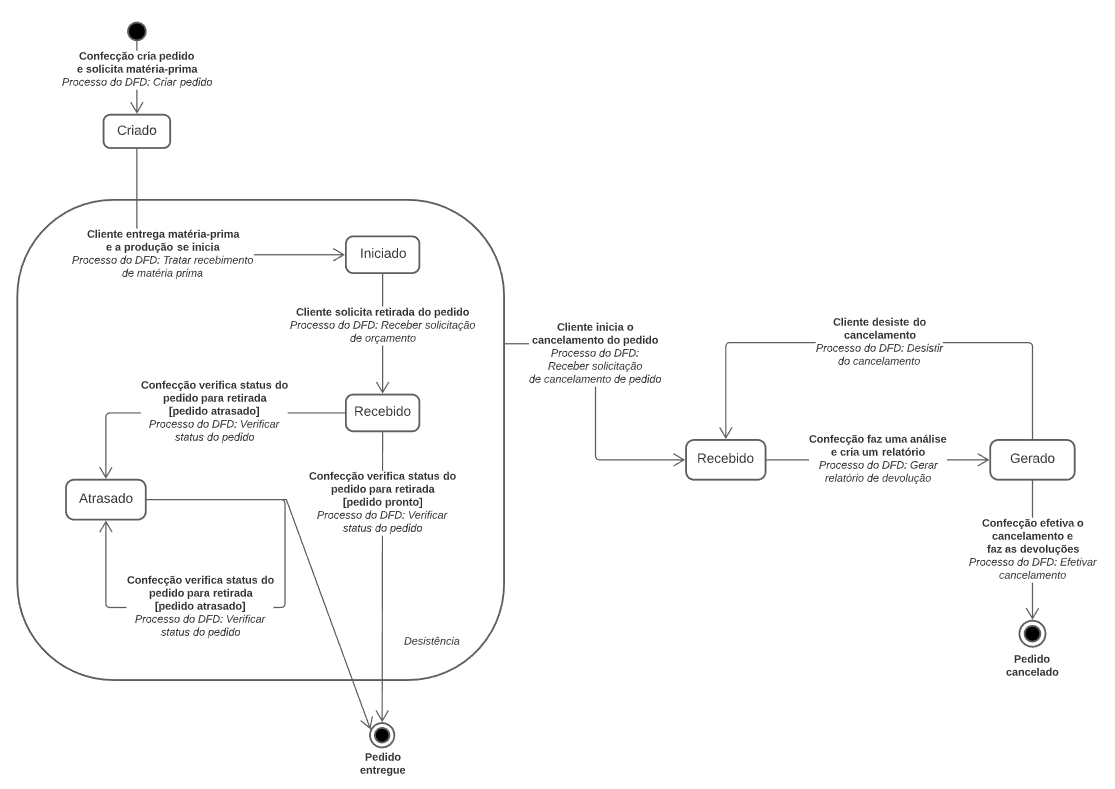 Confecção cria pedido
e solicita matéria-prima
Processo do DFD: Criar pedido
Criado
Cliente entrega matéria-prima
e a produção se inicia
Processo do DFD: Tratar recebimento
de matéria prima
Iniciado
Cliente solicita retirada do pedido
Processo do DFD: Receber solicitação
de orçamento
Confecção verifica status do
pedido para retirada
[pedido atrasado]
Processo do DFD: Verificar
status do pedido
Recebido
Atrasado
Confecção verifica status do
pedido para retirada
[pedido pronto]
Processo do DFD: Verificar
status do pedido
Confecção verifica status do
pedido para retirada
[pedido atrasado]
Processo do DFD: Verificar
status do pedido
Desistência
Pedido
entregue
Cliente inicia o
cancelamento do pedido
Processo do DFD:
Receber solicitação
de cancelamento de pedido
Cliente desiste do
cancelamento
Processo do DFD: Desistir
do cancelamento
Recebido
Confecção faz uma análise
e cria um relatório
Processo do DFD: Gerar
relatório de devolução
Gerado
Confecção efetiva o
cancelamento e
faz as devoluções
Processo do DFD: Efetivar
cancelamento
Pedido
cancelado